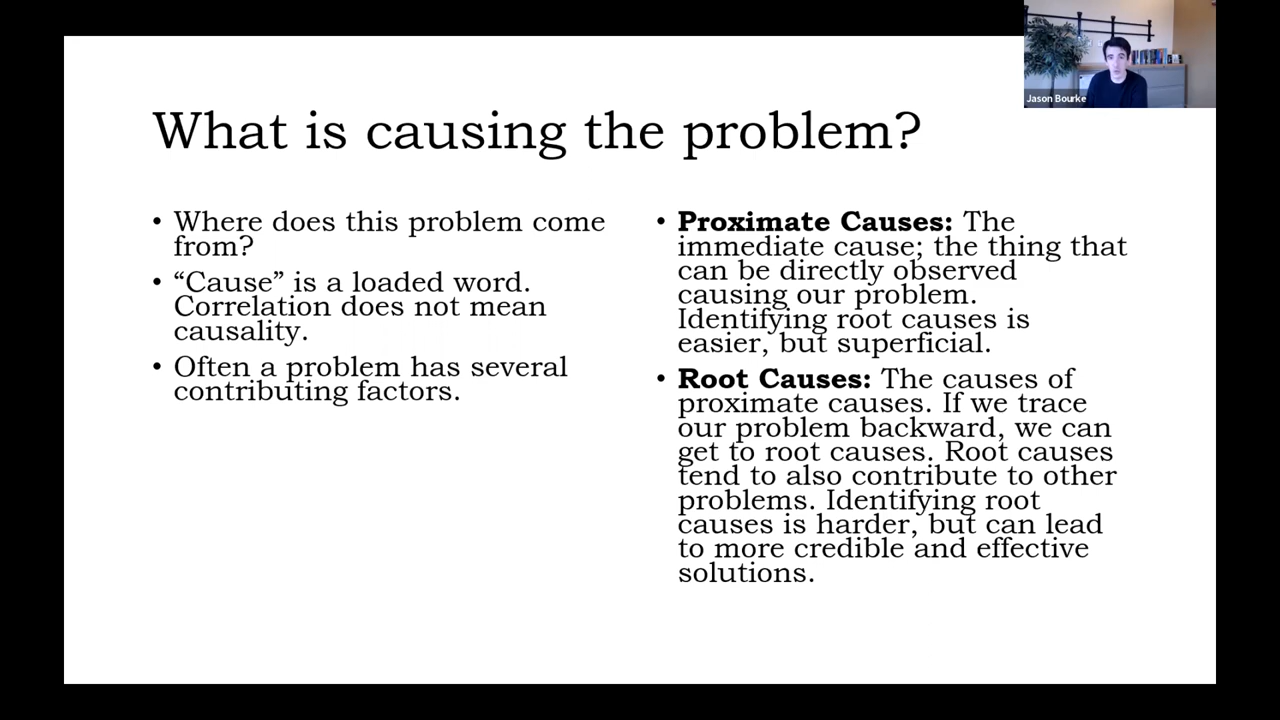 Jason Bourke
What is causing the problem?
• Where does this problem come
from?
• “Cause” is a loaded word.
Correlation does not mean
causality.
• Often a problem has several
contributing factors.
• Proximate Causes: The
immediate cause; the thing that
can be directly observed
causing our problem.
Identifying root causes is
easier, but superficial.
• Root Causes: The causes of
proximate causes. If we trace
our problem backward, we can
get to root causes. Root causes
tend to also contribute to other
problems. Identifying root
causes is harder, but can lead
to more credible and effective
solutions.